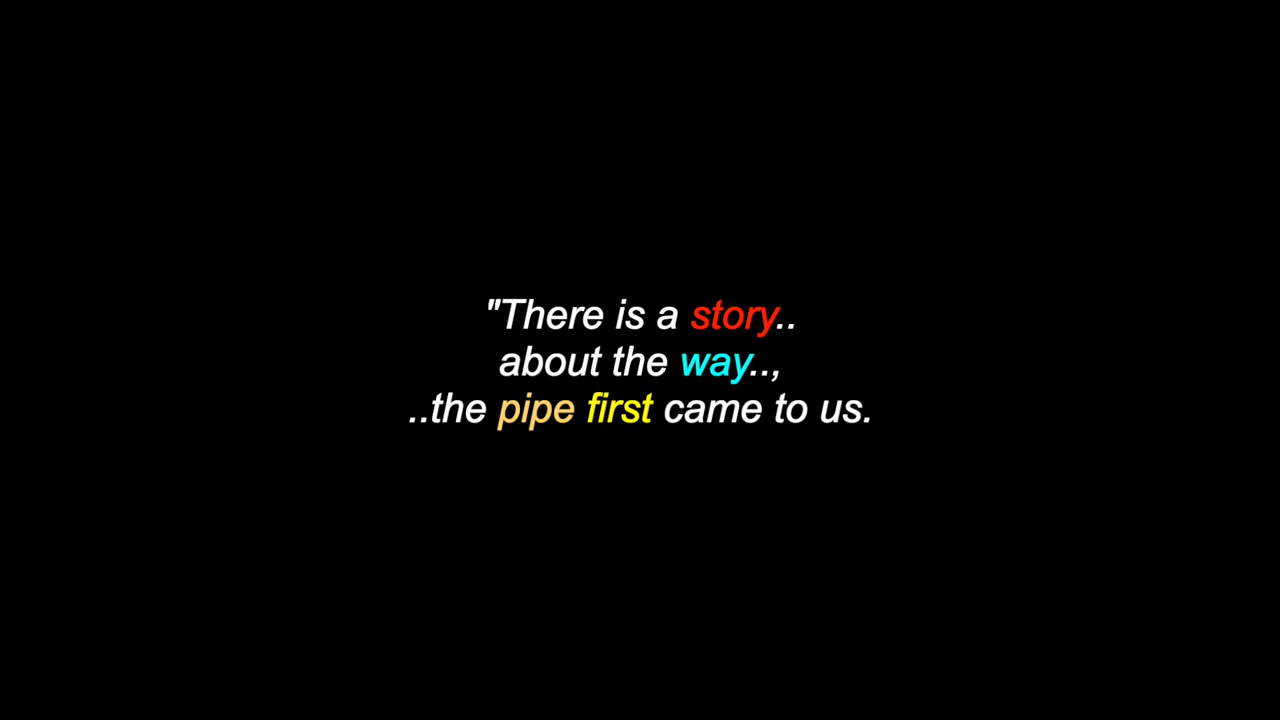 "There is a story..
about the way..,
..the pipe first came to us.